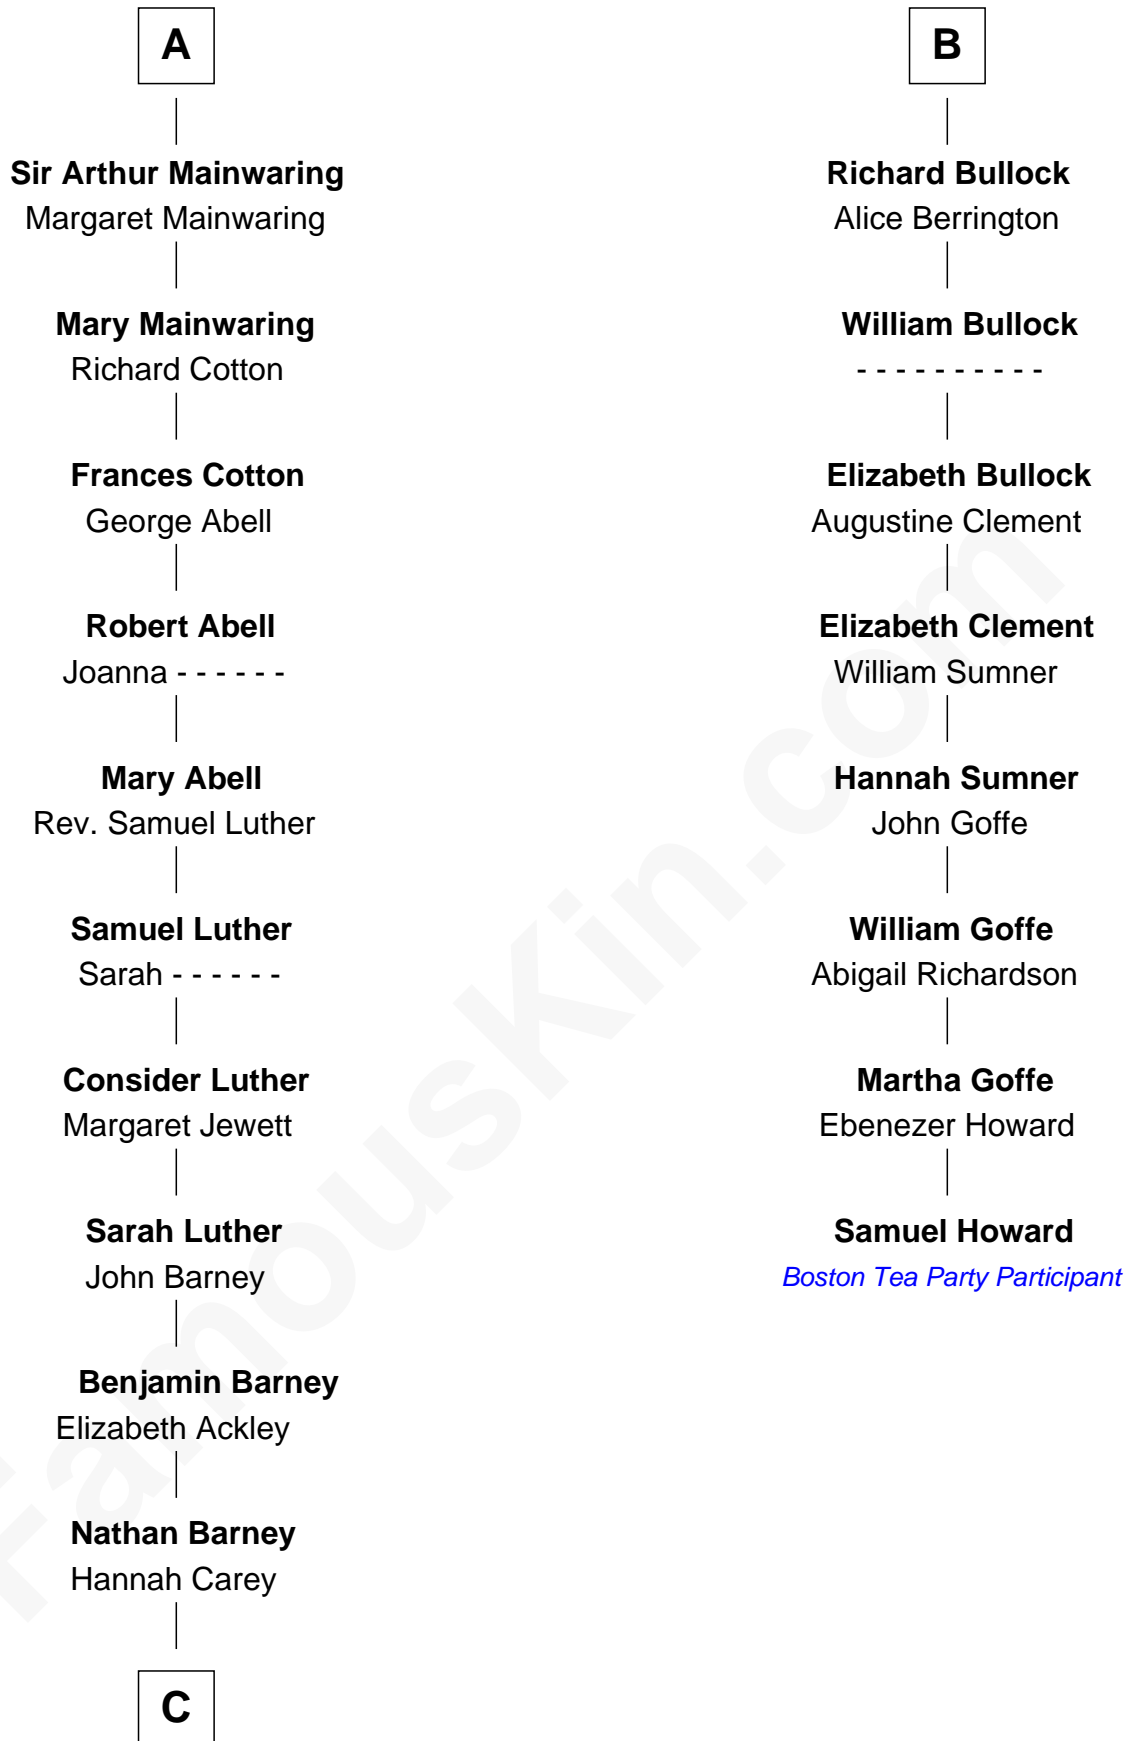 A
Sir Arthur Mainwaring
Margaret Mainwaring
Mary Mainwaring
Richard Cotton
Frances Cotton
George Abell
Robert Abell
Joanna - - - - - -
Mary Abell
Rev. Samuel Luther
Samuel Luther
Sarah - - - - - -
Consider Luther
Margaret Jewett
Sarah Luther
John Barney
Benjamin Barney
Elizabeth Ackley
Nathan Barney
Hannah Carey
C
B
Richard Bullock
Alice Berrington
William Bullock
- - - - - - - - - -
Elizabeth Bullock
Augustine Clement
Elizabeth Clement
William Sumner
Hannah Sumner
John Goffe
William Goffe
Abigail Richardson
Martha Goffe
Ebenezer Howard
Samuel Howard
Boston Tea Party Participant
FamousKin.com